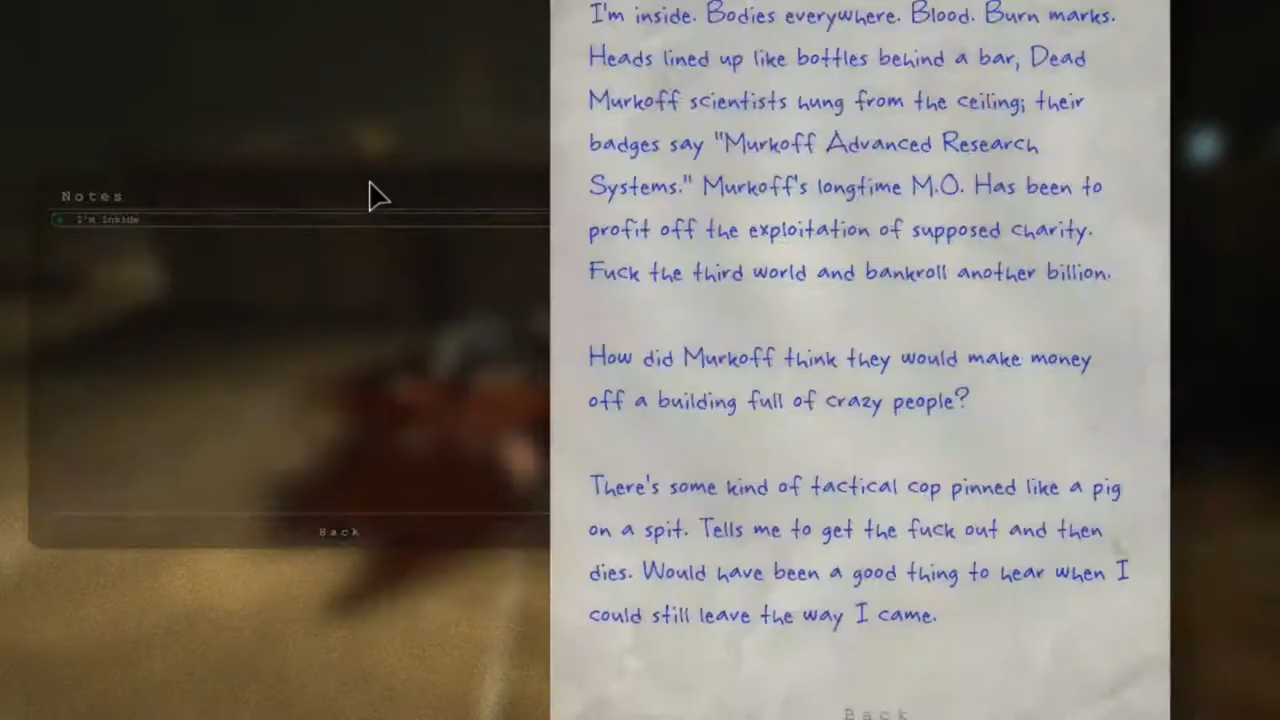 I'm inside. Bodies everywhere. Blood. Burn marks.
Heads lined up like bottles behind a bar, Dead
Murkoff scientists hung from the ceiling; their
badges say "Murkoff Advanced Research
Systems." Murkoff's longtime M.O. Has been to
profit off the exploitation of supposed charity.
Fuck the third world and bankroll another billion.
How did Murkoff think they would make money
off a building full of crazy people?
There's some kind of tactical cop pinned like a pig
on a spit. Tells me to get the fuck out and then
dies. Would have been a good thing to hear when I
could still leave the way I came.
Back
Notes
I'm Inside
Back